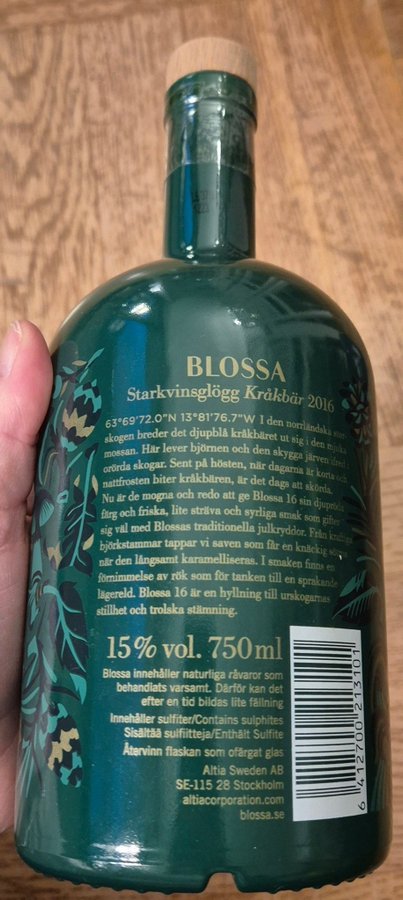 BLOSSA
Starkvinsglögg Kråkbär 2016
63°69'72.0"N 13°81'76.7"W I den norrländska stor-
skogen breder det djupblå kråkbäret ut sig i den mjuka
mossan. Här lever björnen och den skygga järven ifred i
orörda skogar. Sent på hösten, när dagarna är korta och
nattfrosten biter kråkbären, är det dags att skörda.
Nu är de mogna och redo att ge Blossa 16 sin djupröda
färg och friska, lite sträva och syrliga smak som gifter
sig väl med Blossas traditionella julkryddor. Från kraftiga
björkstammar tappar vi saven som får en knäckig söt
när den långsamt karamelliseras. I smaken finns en
förnimmelse av rök som för tanken till en sprakande
lägereld. Blossa 16 är en hyllning till urskogarnas
stillhet och trolska stämning.
15% vol. 750ml
Blossa innehåller naturliga råvaror som
behandlats varsamt. Därför kan det
efter en tid bildas lite fällning
Innehåller sulfiter/Contains sulphites
Sisältää sulfiitteja/Enthält Sulfite
Återvinn flaskan som ofärgat glas
Altia Sweden AB
SE-115 28 Stockholm
altiacorporation.com
blossa.se
6 412700 213101